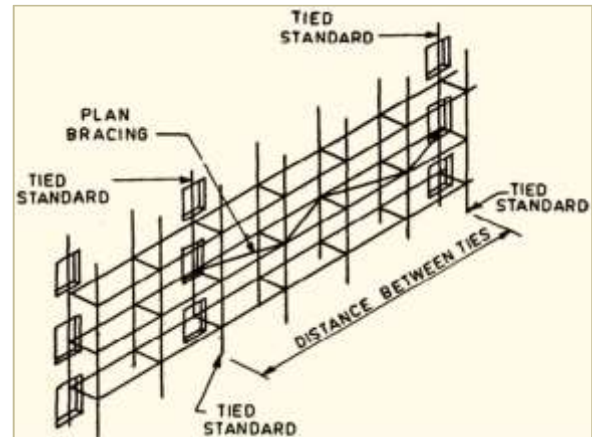 TIED
STANDARD
PLAN
BRACING
TIED
STANDARD
TIED
STANDARD
DISTANCE BETWEEN TIES
TIED
STANDARD